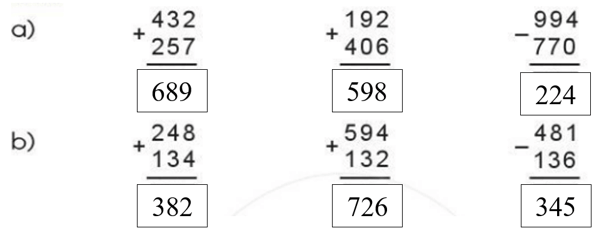 a) + 432 + 192 − 994
257 406 770
689 598 224
b) + 248 + 594 − 481
134 132 136
382 726 345